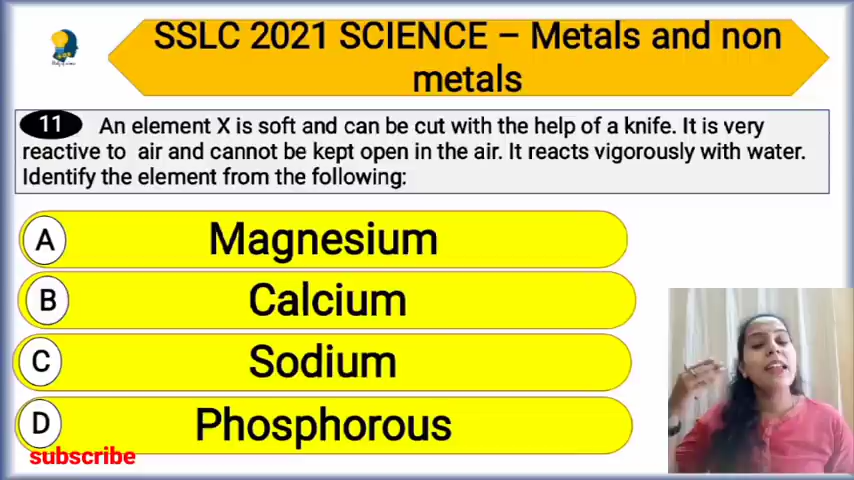 SSLC 2021 SCIENCE – Metals and non
metals
11 An element X is soft and can be cut with the help of a knife. It is very
reactive to air and cannot be kept open in the air. It reacts vigorously with water.
Identify the element from the following:
A Magnesium
B Calcium
C Sodium
D Phosphorous
subscribe